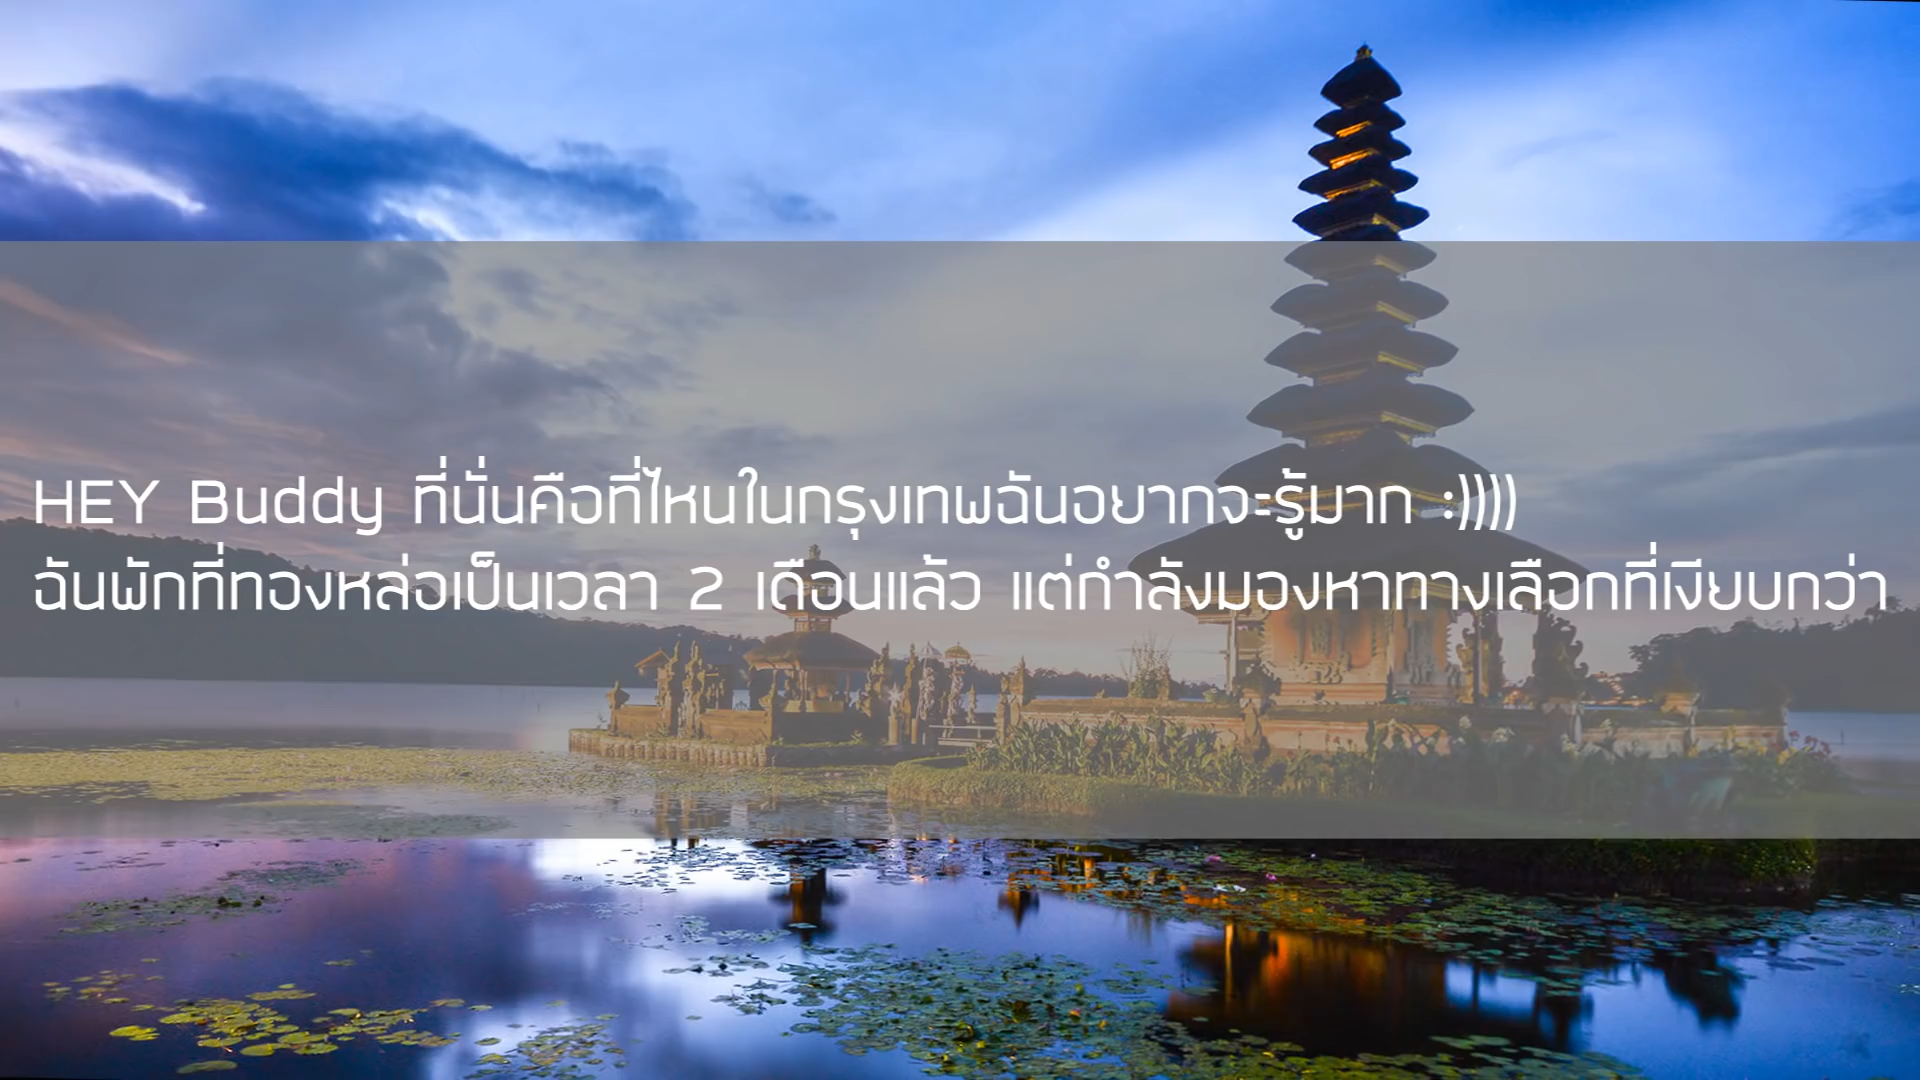 HEY Buddy ที่นั่นคือที่ไหนในกรุงเทพฉันอยากจะรู้มาก :))))
ฉันพักที่ทองหล่อเป็นเวลา 2 เดือนแล้ว แต่กำลังมองหาทางเลือกที่เงียบกว่า